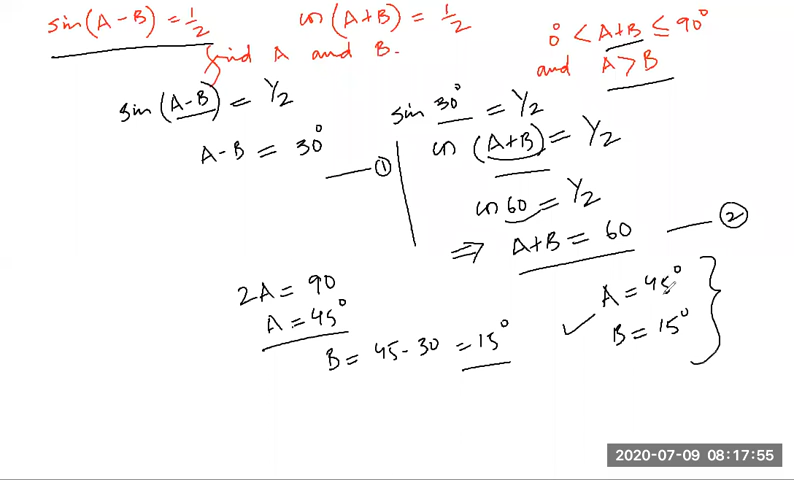 sin(A-B) = 1/2 cos(A+B) = 1/2 0° < A+B ≤ 90°
find A and B. and A > B
sin(A-B) = 1/2 sin 30° = 1/2
A-B = 30° —— ① cos (A+B) = 1/2
cos 60 = 1/2
⇒ A+B = 60 —— ②
2A = 90
A = 45°
B = 45 - 30 = 15°
A = 45°
B = 15°
2020-07-09 08:17:55